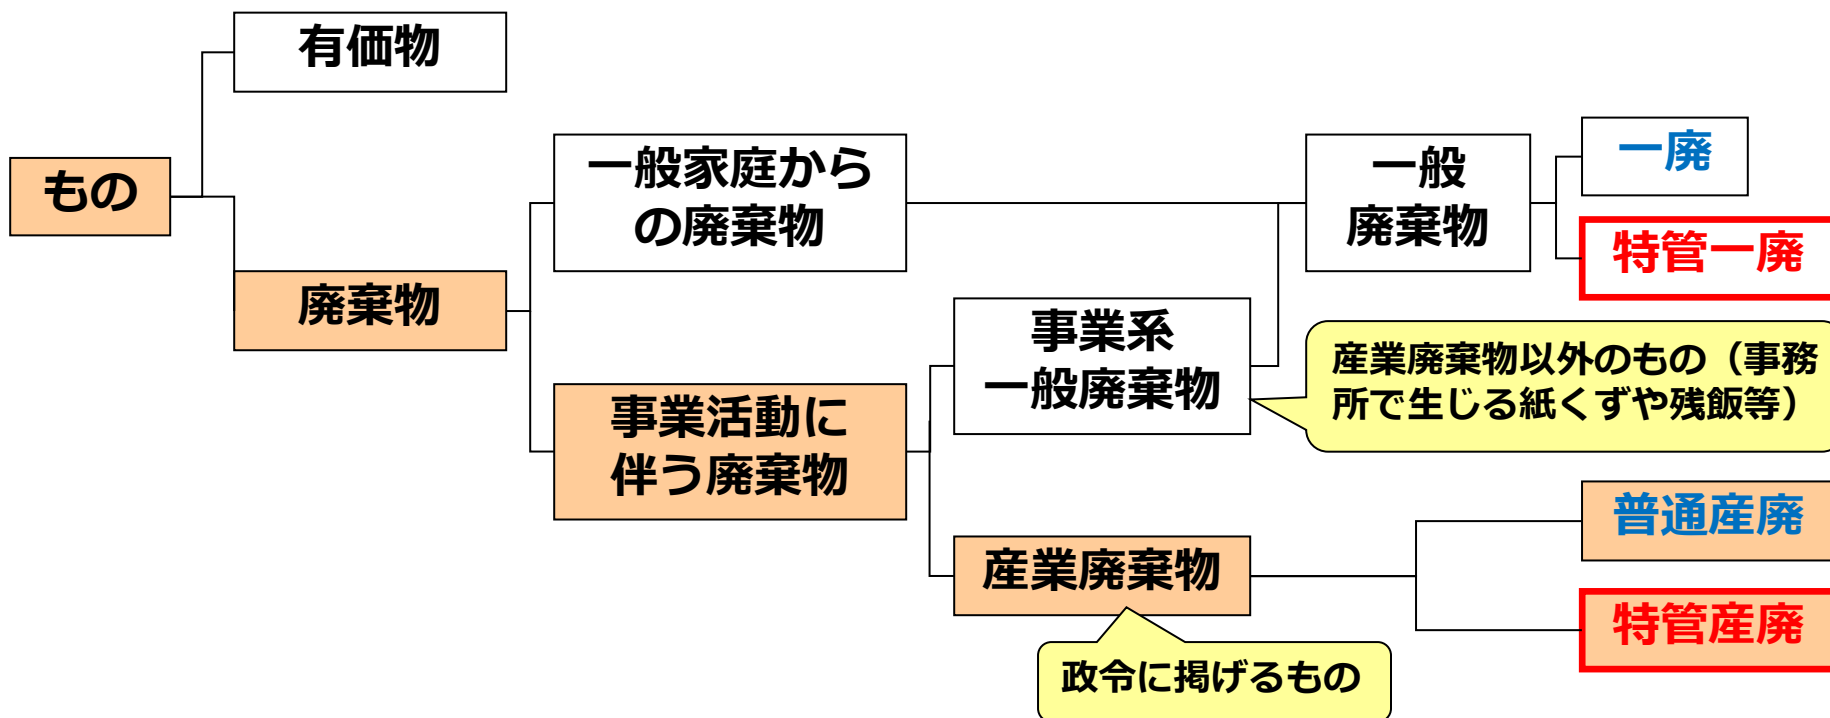 有価物
もの
廃棄物
一般家庭から
の廃棄物
事業活動に
伴う廃棄物
事業系
一般廃棄物
産業廃棄物
政令に掲げるもの
一般
廃棄物
一廃
特管一廃
産業廃棄物以外のもの（事務
所で生じる紙くずや残飯等）
普通産廃
特管産廃